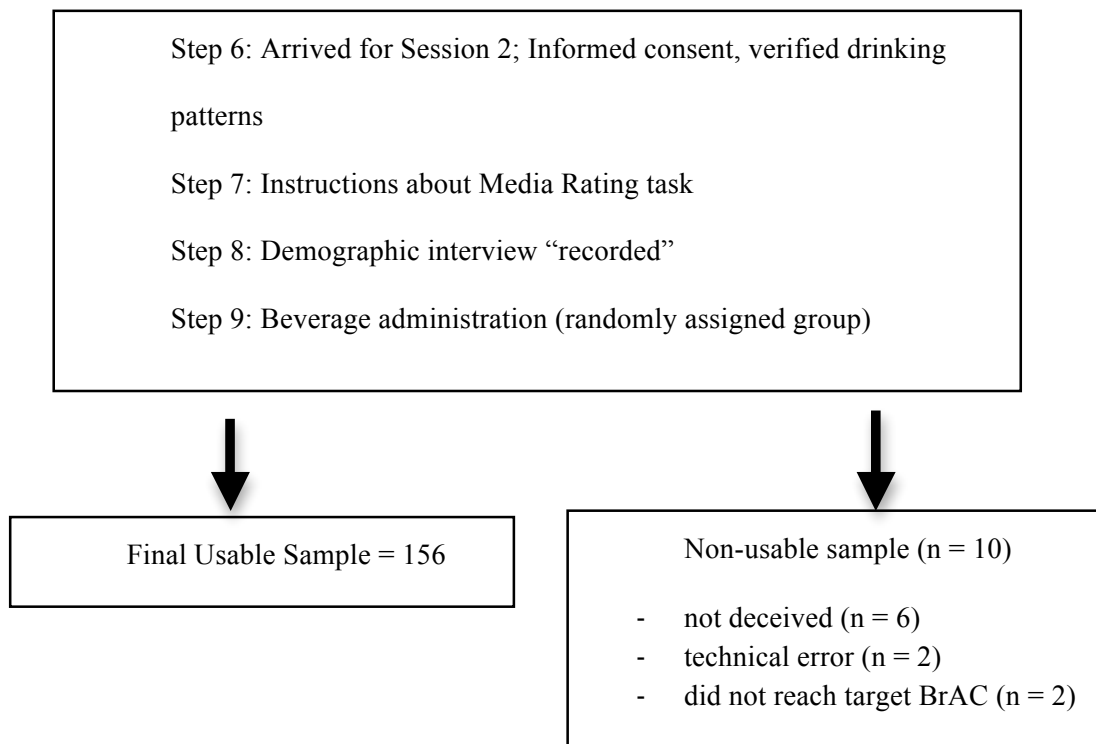 Step 6: Arrived for Session 2; Informed consent, verified drinking
patterns
Step 7: Instructions about Media Rating task
Step 8: Demographic interview “recorded”
Step 9: Beverage administration (randomly assigned group)
Final Usable Sample = 156
Non-usable sample (n = 10)
- not deceived (n = 6)
- technical error (n = 2)
- did not reach target BrAC (n = 2)